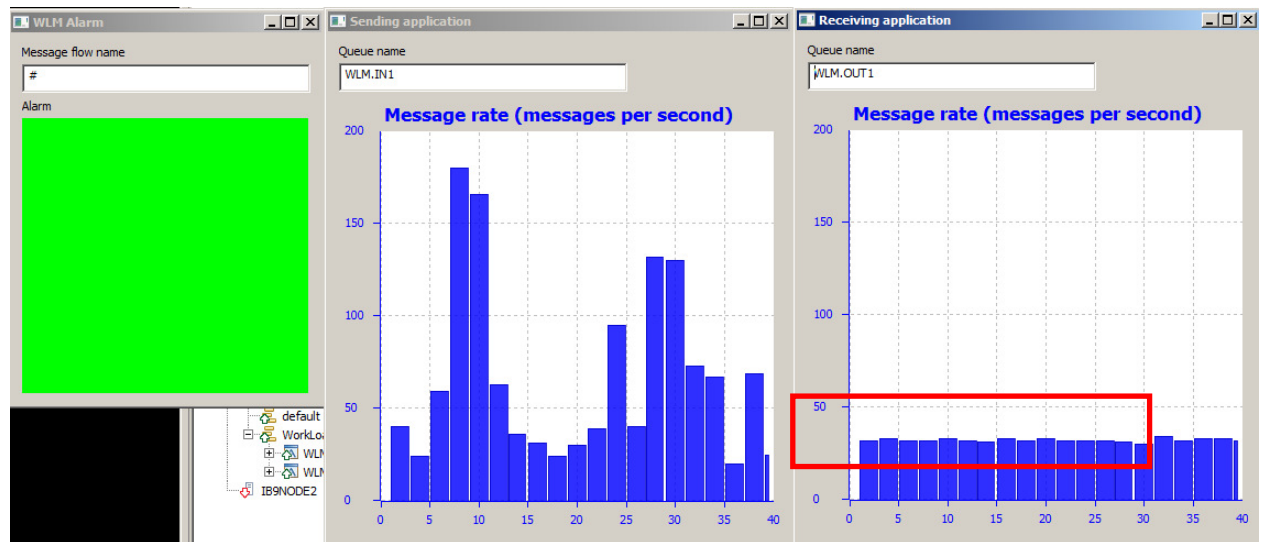 WLM Alarm
Message flow name
#
Alarm
default
WorkLoa
WLM
WLM
IB9NODE2
Sending application
Queue name
WLM.IN1
Message rate (messages per second)
200
150
100
50
0
0 5 10 15 20 25 30 35 40
Receiving application
Queue name
WLM.OUT1
Message rate (messages per second)
200
150
100
50
0
0 5 10 15 20 25 30 35 40